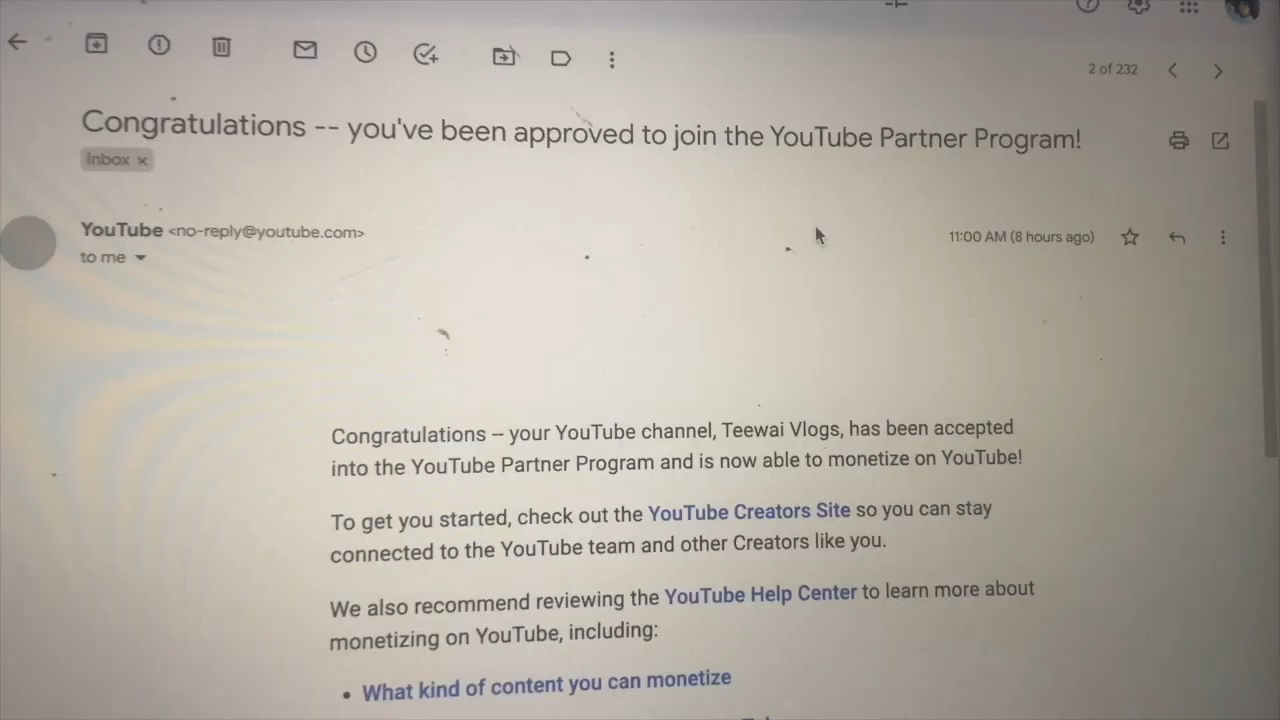 2 of 232
Congratulations -- you've been approved to join the YouTube Partner Program!
Inbox x
YouTube <no-reply@youtube.com>
11:00 AM (8 hours ago)
to me
Congratulations – your YouTube channel, Teewai Vlogs, has been accepted
into the YouTube Partner Program and is now able to monetize on YouTube!
To get you started, check out the YouTube Creators Site so you can stay
connected to the YouTube team and other Creators like you.
We also recommend reviewing the YouTube Help Center to learn more about
monetizing on YouTube, including:
• What kind of content you can monetize